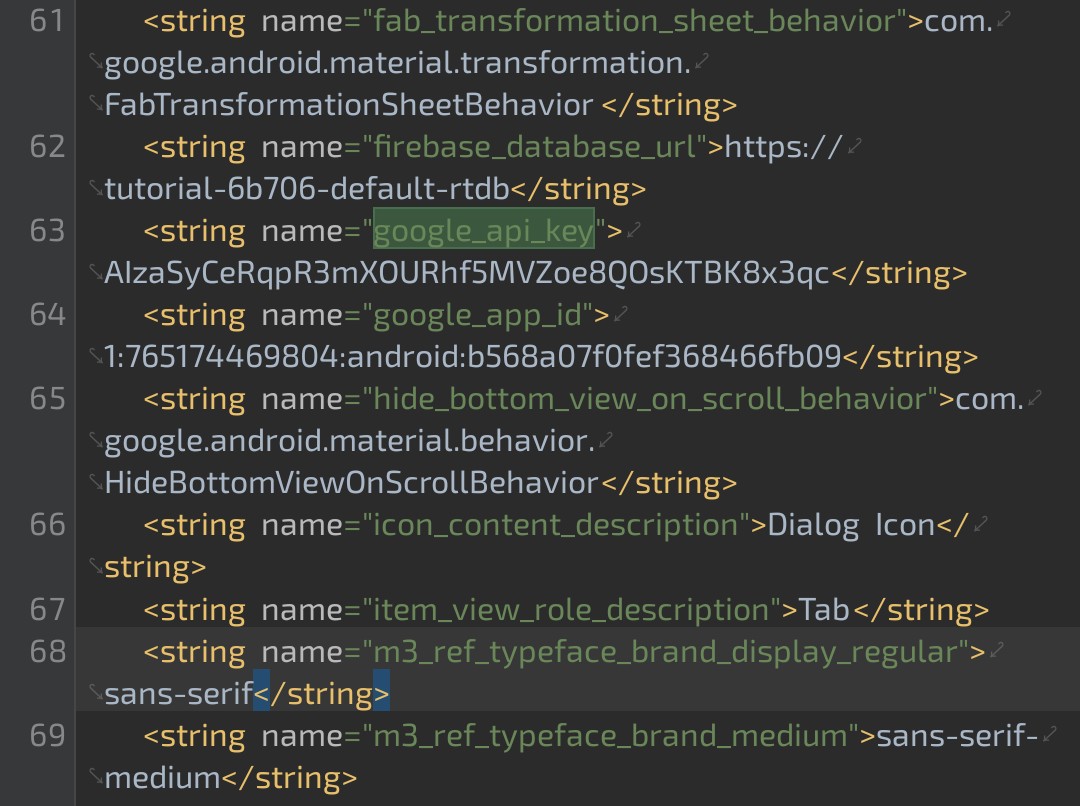 61 <string name="fab_transformation_sheet_behavior">com.
google.android.material.transformation.
FabTransformationSheetBehavior </string>
62 <string name="firebase_database_url">https://
tutorial-6b706-default-rtdb</string>
63 <string name="google_api_key">
AIzaSyCeRqpR3mXOURhf5MVZoe8QOsKTBK8x3qc</string>
64 <string name="google_app_id">
1:765174469804:android:b568a07f0fef368466fb09</string>
65 <string name="hide_bottom_view_on_scroll_behavior">com.
google.android.material.behavior.
HideBottomViewOnScrollBehavior</string>
66 <string name="icon_content_description">Dialog Icon</
string>
67 <string name="item_view_role_description">Tab</string>
68 <string name="m3_ref_typeface_brand_display_regular">
sans-serif</string>
69 <string name="m3_ref_typeface_brand_medium">sans-serif-
medium</string>